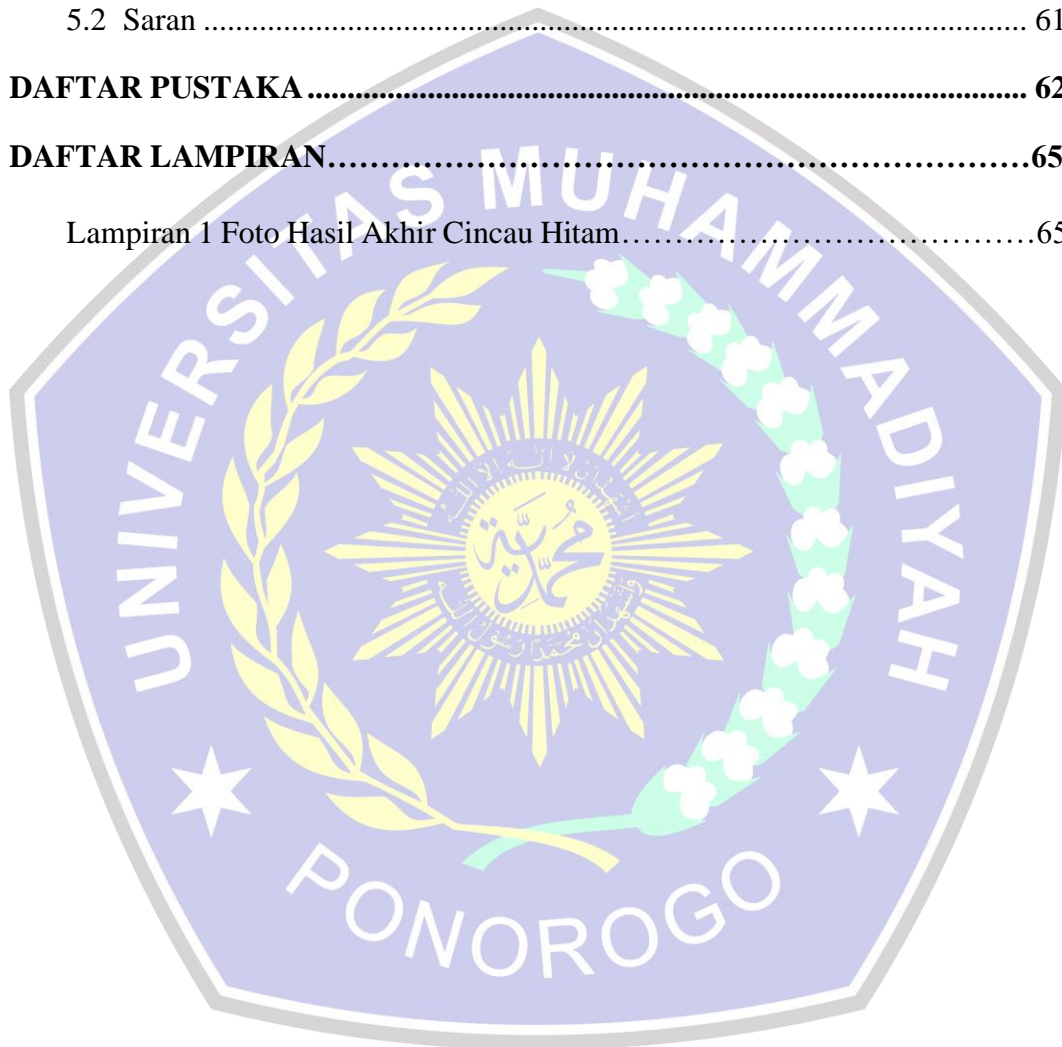 5.2 Saran ........................................................................................ 61
DAFTAR PUSTAKA ........................................................................ 62
DAFTAR LAMPIRAN……………………………………………………65
Lampiran 1 Foto Hasil Akhir Cincau Hitam…………………………………65
UNIVERSITAS MUHAMMADIYAH
محمدية
PONOROGO